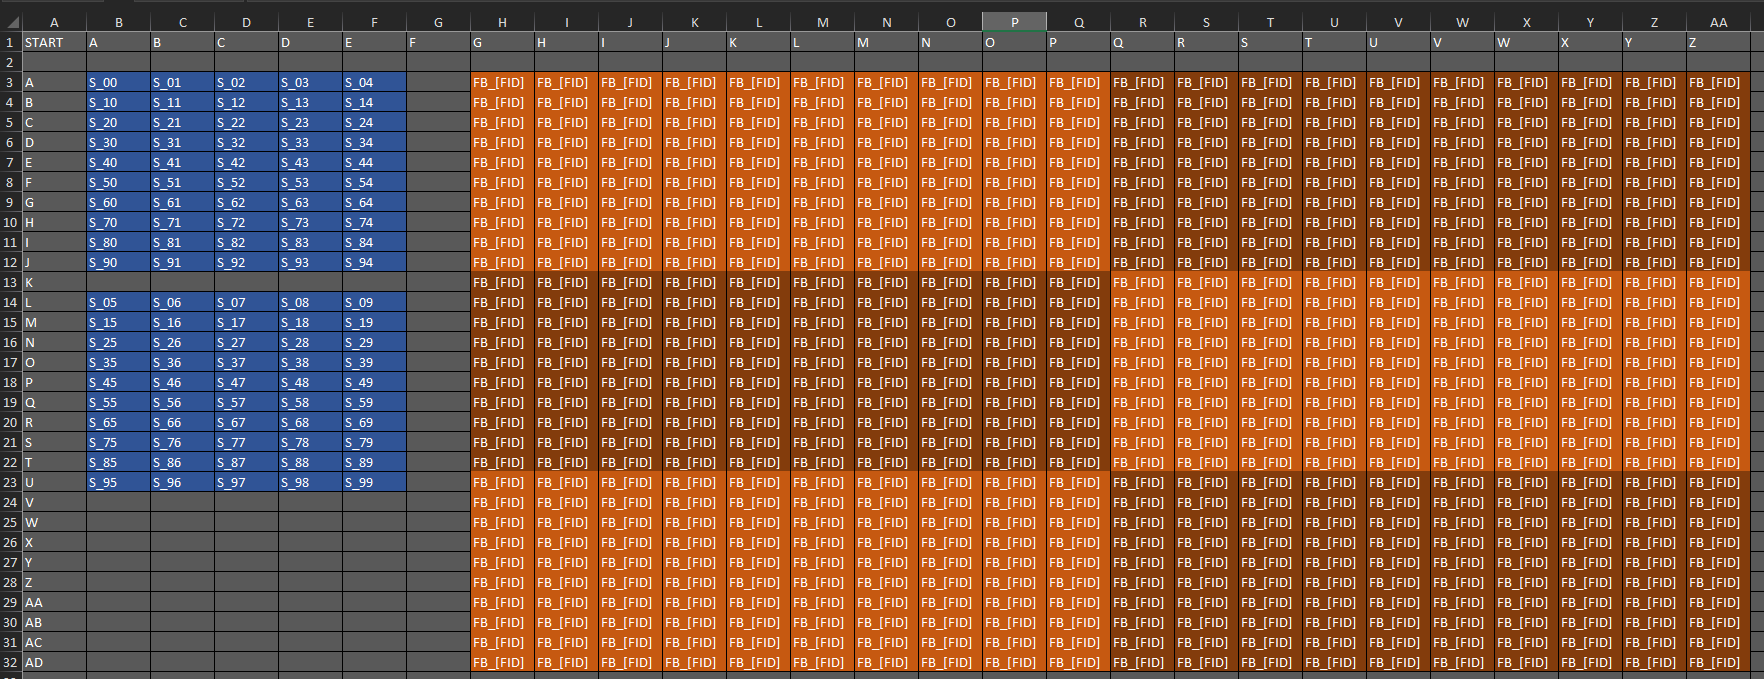 A B C D E F G H I J K L M N O P Q R S T U V W X Y Z AA
1 START A B C D E F G H I J K L M N O P Q R S T U V W X Y Z
2
3 A S_00 S_01 S_02 S_03 S_04 FB_[FID] FB_[FID] FB_[FID] FB_[FID] FB_[FID] FB_[FID] FB_[FID] FB_[FID] FB_[FID] FB_[FID] FB_[FID] FB_[FID] FB_[FID] FB_[FID] FB_[FID] FB_[FID] FB_[FID] FB_[FID] FB_[FID] FB_[FID]
4 B S_10 S_11 S_12 S_13 S_14 FB_[FID] FB_[FID] FB_[FID] FB_[FID] FB_[FID] FB_[FID] FB_[FID] FB_[FID] FB_[FID] FB_[FID] FB_[FID] FB_[FID] FB_[FID] FB_[FID] FB_[FID] FB_[FID] FB_[FID] FB_[FID] FB_[FID] FB_[FID]
5 C S_20 S_21 S_22 S_23 S_24 FB_[FID] FB_[FID] FB_[FID] FB_[FID] FB_[FID] FB_[FID] FB_[FID] FB_[FID] FB_[FID] FB_[FID] FB_[FID] FB_[FID] FB_[FID] FB_[FID] FB_[FID] FB_[FID] FB_[FID] FB_[FID] FB_[FID] FB_[FID]
6 D S_30 S_31 S_32 S_33 S_34 FB_[FID] FB_[FID] FB_[FID] FB_[FID] FB_[FID] FB_[FID] FB_[FID] FB_[FID] FB_[FID] FB_[FID] FB_[FID] FB_[FID] FB_[FID] FB_[FID] FB_[FID] FB_[FID] FB_[FID] FB_[FID] FB_[FID] FB_[FID]
7 E S_40 S_41 S_42 S_43 S_44 FB_[FID] FB_[FID] FB_[FID] FB_[FID] FB_[FID] FB_[FID] FB_[FID] FB_[FID] FB_[FID] FB_[FID] FB_[FID] FB_[FID] FB_[FID] FB_[FID] FB_[FID] FB_[FID] FB_[FID] FB_[FID] FB_[FID] FB_[FID]
8 F S_50 S_51 S_52 S_53 S_54 FB_[FID] FB_[FID] FB_[FID] FB_[FID] FB_[FID] FB_[FID] FB_[FID] FB_[FID] FB_[FID] FB_[FID] FB_[FID] FB_[FID] FB_[FID] FB_[FID] FB_[FID] FB_[FID] FB_[FID] FB_[FID] FB_[FID] FB_[FID]
9 G S_60 S_61 S_62 S_63 S_64 FB_[FID] FB_[FID] FB_[FID] FB_[FID] FB_[FID] FB_[FID] FB_[FID] FB_[FID] FB_[FID] FB_[FID] FB_[FID] FB_[FID] FB_[FID] FB_[FID] FB_[FID] FB_[FID] FB_[FID] FB_[FID] FB_[FID] FB_[FID]
10 H S_70 S_71 S_72 S_73 S_74 FB_[FID] FB_[FID] FB_[FID] FB_[FID] FB_[FID] FB_[FID] FB_[FID] FB_[FID] FB_[FID] FB_[FID] FB_[FID] FB_[FID] FB_[FID] FB_[FID] FB_[FID] FB_[FID] FB_[FID] FB_[FID] FB_[FID] FB_[FID]
11 I S_80 S_81 S_82 S_83 S_84 FB_[FID] FB_[FID] FB_[FID] FB_[FID] FB_[FID] FB_[FID] FB_[FID] FB_[FID] FB_[FID] FB_[FID] FB_[FID] FB_[FID] FB_[FID] FB_[FID] FB_[FID] FB_[FID] FB_[FID] FB_[FID] FB_[FID] FB_[FID]
12 J S_90 S_91 S_92 S_93 S_94 FB_[FID] FB_[FID] FB_[FID] FB_[FID] FB_[FID] FB_[FID] FB_[FID] FB_[FID] FB_[FID] FB_[FID] FB_[FID] FB_[FID] FB_[FID] FB_[FID] FB_[FID] FB_[FID] FB_[FID] FB_[FID] FB_[FID] FB_[FID]
13 K FB_[FID] FB_[FID] FB_[FID] FB_[FID] FB_[FID] FB_[FID] FB_[FID] FB_[FID] FB_[FID] FB_[FID] FB_[FID] FB_[FID] FB_[FID] FB_[FID] FB_[FID] FB_[FID] FB_[FID] FB_[FID] FB_[FID] FB_[FID]
14 L S_05 S_06 S_07 S_08 S_09 FB_[FID] FB_[FID] FB_[FID] FB_[FID] FB_[FID] FB_[FID] FB_[FID] FB_[FID] FB_[FID] FB_[FID] FB_[FID] FB_[FID] FB_[FID] FB_[FID] FB_[FID] FB_[FID] FB_[FID] FB_[FID] FB_[FID] FB_[FID]
15 M S_15 S_16 S_17 S_18 S_19 FB_[FID] FB_[FID] FB_[FID] FB_[FID] FB_[FID] FB_[FID] FB_[FID] FB_[FID] FB_[FID] FB_[FID] FB_[FID] FB_[FID] FB_[FID] FB_[FID] FB_[FID] FB_[FID] FB_[FID] FB_[FID] FB_[FID] FB_[FID]
16 N S_25 S_26 S_27 S_28 S_29 FB_[FID] FB_[FID] FB_[FID] FB_[FID] FB_[FID] FB_[FID] FB_[FID] FB_[FID] FB_[FID] FB_[FID] FB_[FID] FB_[FID] FB_[FID] FB_[FID] FB_[FID] FB_[FID] FB_[FID] FB_[FID] FB_[FID] FB_[FID]
17 O S_35 S_36 S_37 S_38 S_39 FB_[FID] FB_[FID] FB_[FID] FB_[FID] FB_[FID] FB_[FID] FB_[FID] FB_[FID] FB_[FID] FB_[FID] FB_[FID] FB_[FID] FB_[FID] FB_[FID] FB_[FID] FB_[FID] FB_[FID] FB_[FID] FB_[FID] FB_[FID]
18 P S_45 S_46 S_47 S_48 S_49 FB_[FID] FB_[FID] FB_[FID] FB_[FID] FB_[FID] FB_[FID] FB_[FID] FB_[FID] FB_[FID] FB_[FID] FB_[FID] FB_[FID] FB_[FID] FB_[FID] FB_[FID] FB_[FID] FB_[FID] FB_[FID] FB_[FID] FB_[FID]
19 Q S_55 S_56 S_57 S_58 S_59 FB_[FID] FB_[FID] FB_[FID] FB_[FID] FB_[FID] FB_[FID] FB_[FID] FB_[FID] FB_[FID] FB_[FID] FB_[FID] FB_[FID] FB_[FID] FB_[FID] FB_[FID] FB_[FID] FB_[FID] FB_[FID] FB_[FID] FB_[FID]
20 R S_65 S_66 S_67 S_68 S_69 FB_[FID] FB_[FID] FB_[FID] FB_[FID] FB_[FID] FB_[FID] FB_[FID] FB_[FID] FB_[FID] FB_[FID] FB_[FID] FB_[FID] FB_[FID] FB_[FID] FB_[FID] FB_[FID] FB_[FID] FB_[FID] FB_[FID] FB_[FID]
21 S S_75 S_76 S_77 S_78 S_79 FB_[FID] FB_[FID] FB_[FID] FB_[FID] FB_[FID] FB_[FID] FB_[FID] FB_[FID] FB_[FID] FB_[FID] FB_[FID] FB_[FID] FB_[FID] FB_[FID] FB_[FID] FB_[FID] FB_[FID] FB_[FID] FB_[FID] FB_[FID]
22 T S_85 S_86 S_87 S_88 S_89 FB_[FID] FB_[FID] FB_[FID] FB_[FID] FB_[FID] FB_[FID] FB_[FID] FB_[FID] FB_[FID] FB_[FID] FB_[FID] FB_[FID] FB_[FID] FB_[FID] FB_[FID] FB_[FID] FB_[FID] FB_[FID] FB_[FID] FB_[FID]
23 U S_95 S_96 S_97 S_98 S_99 FB_[FID] FB_[FID] FB_[FID] FB_[FID] FB_[FID] FB_[FID] FB_[FID] FB_[FID] FB_[FID] FB_[FID] FB_[FID] FB_[FID] FB_[FID] FB_[FID] FB_[FID] FB_[FID] FB_[FID] FB_[FID] FB_[FID] FB_[FID]
24 V FB_[FID] FB_[FID] FB_[FID] FB_[FID] FB_[FID] FB_[FID] FB_[FID] FB_[FID] FB_[FID] FB_[FID] FB_[FID] FB_[FID] FB_[FID] FB_[FID] FB_[FID] FB_[FID] FB_[FID] FB_[FID] FB_[FID] FB_[FID]
25 W FB_[FID] FB_[FID] FB_[FID] FB_[FID] FB_[FID] FB_[FID] FB_[FID] FB_[FID] FB_[FID] FB_[FID] FB_[FID] FB_[FID] FB_[FID] FB_[FID] FB_[FID] FB_[FID] FB_[FID] FB_[FID] FB_[FID] FB_[FID]
26 X FB_[FID] FB_[FID] FB_[FID] FB_[FID] FB_[FID] FB_[FID] FB_[FID] FB_[FID] FB_[FID] FB_[FID] FB_[FID] FB_[FID] FB_[FID] FB_[FID] FB_[FID] FB_[FID] FB_[FID] FB_[FID] FB_[FID] FB_[FID]
27 Y FB_[FID] FB_[FID] FB_[FID] FB_[FID] FB_[FID] FB_[FID] FB_[FID] FB_[FID] FB_[FID] FB_[FID] FB_[FID] FB_[FID] FB_[FID] FB_[FID] FB_[FID] FB_[FID] FB_[FID] FB_[FID] FB_[FID] FB_[FID]
28 Z FB_[FID] FB_[FID] FB_[FID] FB_[FID] FB_[FID] FB_[FID] FB_[FID] FB_[FID] FB_[FID] FB_[FID] FB_[FID] FB_[FID] FB_[FID] FB_[FID] FB_[FID] FB_[FID] FB_[FID] FB_[FID] FB_[FID] FB_[FID]
29 AA FB_[FID] FB_[FID] FB_[FID] FB_[FID] FB_[FID] FB_[FID] FB_[FID] FB_[FID] FB_[FID] FB_[FID] FB_[FID] FB_[FID] FB_[FID] FB_[FID] FB_[FID] FB_[FID] FB_[FID] FB_[FID] FB_[FID] FB_[FID]
30 AB FB_[FID] FB_[FID] FB_[FID] FB_[FID] FB_[FID] FB_[FID] FB_[FID] FB_[FID] FB_[FID] FB_[FID] FB_[FID] FB_[FID] FB_[FID] FB_[FID] FB_[FID] FB_[FID] FB_[FID] FB_[FID] FB_[FID] FB_[FID]
31 AC FB_[FID] FB_[FID] FB_[FID] FB_[FID] FB_[FID] FB_[FID] FB_[FID] FB_[FID] FB_[FID] FB_[FID] FB_[FID] FB_[FID] FB_[FID] FB_[FID] FB_[FID] FB_[FID] FB_[FID] FB_[FID] FB_[FID] FB_[FID]
32 AD FB_[FID] FB_[FID] FB_[FID] FB_[FID] FB_[FID] FB_[FID] FB_[FID] FB_[FID] FB_[FID] FB_[FID] FB_[FID] FB_[FID] FB_[FID] FB_[FID] FB_[FID] FB_[FID] FB_[FID] FB_[FID] FB_[FID] FB_[FID]